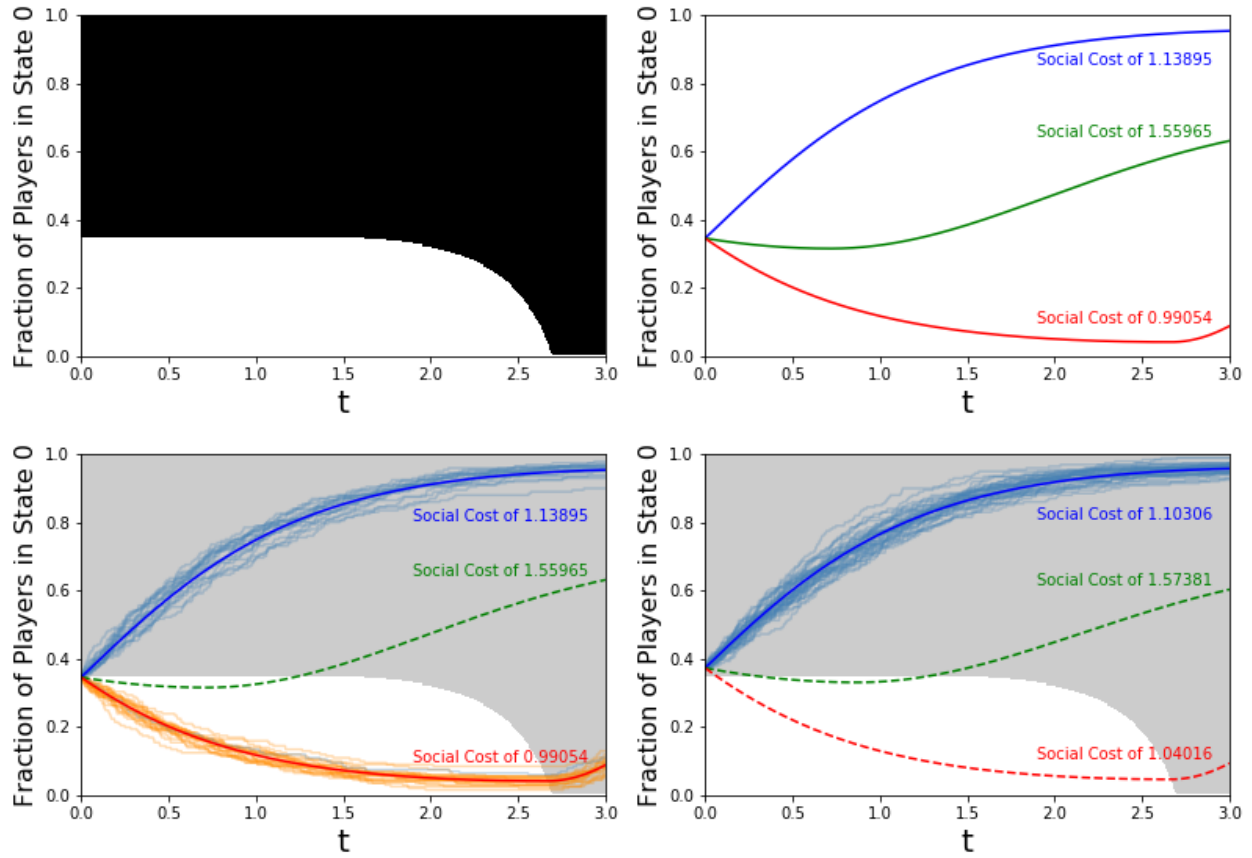 Fraction of Players in State 0
1.0
0.8
0.6
0.4
0.2
0.0
0.0 0.5 1.0 1.5 2.0 2.5 3.0
t
Fraction of Players in State 0
1.0
0.8
0.6
0.4
0.2
0.0
Social Cost of 1.13895
Social Cost of 1.55965
Social Cost of 0.99054
0.0 0.5 1.0 1.5 2.0 2.5 3.0
t
Fraction of Players in State 0
1.0
0.8
0.6
0.4
0.2
0.0
Social Cost of 1.13895
Social Cost of 1.55965
Social Cost of 0.99054
0.0 0.5 1.0 1.5 2.0 2.5 3.0
t
Fraction of Players in State 0
1.0
0.8
0.6
0.4
0.2
0.0
Social Cost of 1.10306
Social Cost of 1.57381
Social Cost of 1.04016
0.0 0.5 1.0 1.5 2.0 2.5 3.0
t